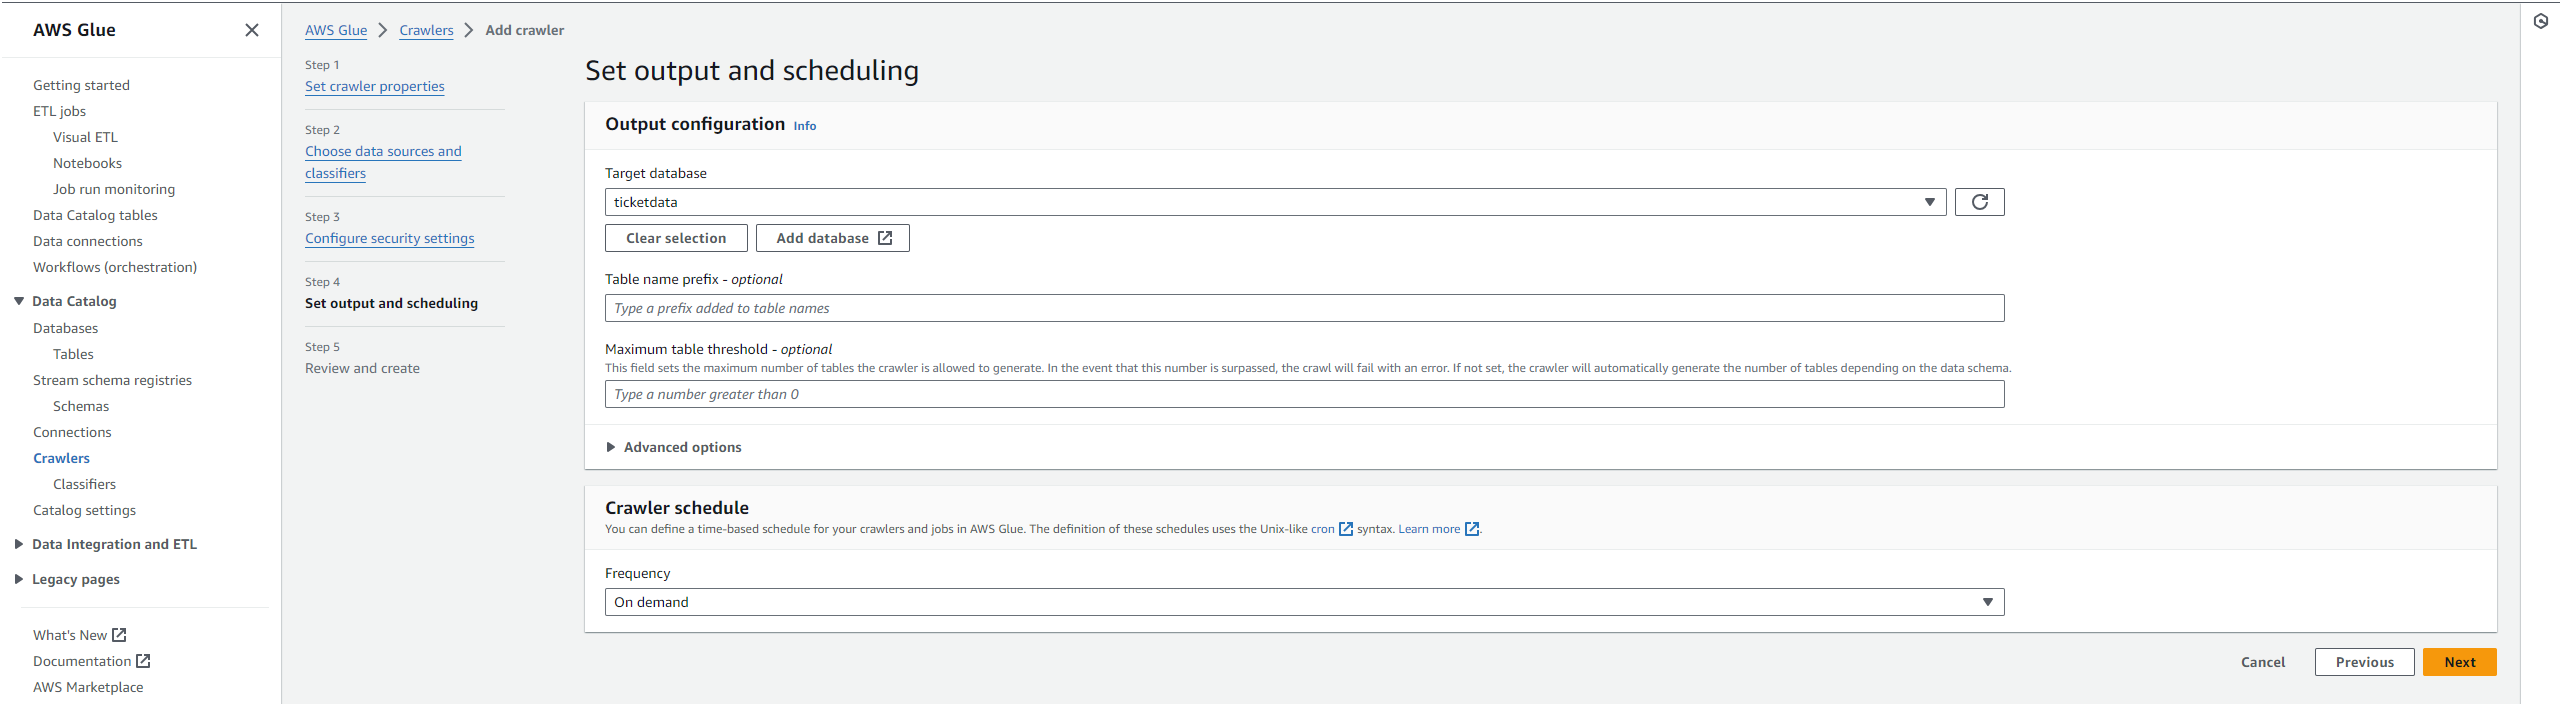 AWS Glue
Getting started
ETL jobs
Visual ETL
Notebooks
Job run monitoring
Data Catalog tables
Data connections
Workflows (orchestration)
Data Catalog
Databases
Tables
Stream schema registries
Schemas
Connections
Crawlers
Classifiers
Catalog settings
Data Integration and ETL
Legacy pages
What's New
Documentation
AWS Marketplace
AWS Glue > Crawlers > Add crawler
Step 1
Set crawler properties
Step 2
Choose data sources and
classifiers
Step 3
Configure security settings
Step 4
Set output and scheduling
Step 5
Review and create
Set output and scheduling
Output configuration Info
Target database
ticketdata
Clear selection Add database
Table name prefix - optional
Type a prefix added to table names
Maximum table threshold - optional
This field sets the maximum number of tables the crawler is allowed to generate. In the event that this number is surpassed, the crawl will fail with an error. If not set, the crawler will automatically generate the number of tables depending on the data schema.
Type a number greater than 0
Advanced options
Crawler schedule
You can define a time-based schedule for your crawlers and jobs in AWS Glue. The definition of these schedules uses the Unix-like cron syntax. Learn more .
Frequency
On demand
Cancel Previous Next